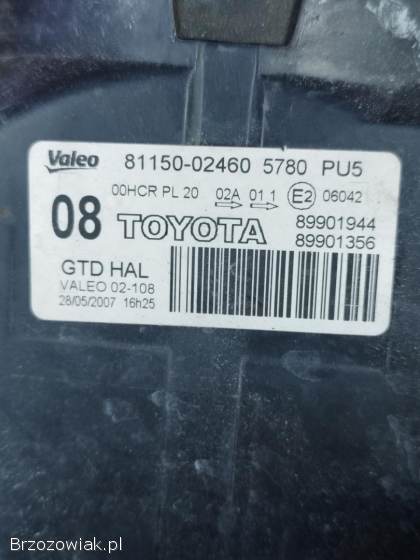 Valeo 81150-02460 5780 PU5
00HCR PL 20 02A 01.1 E2 06042
08 TOYOTA 89901944
89901356
GTD HAL
VALEO 02-108
28/05/2007 16h25
Brzozowiak.pl